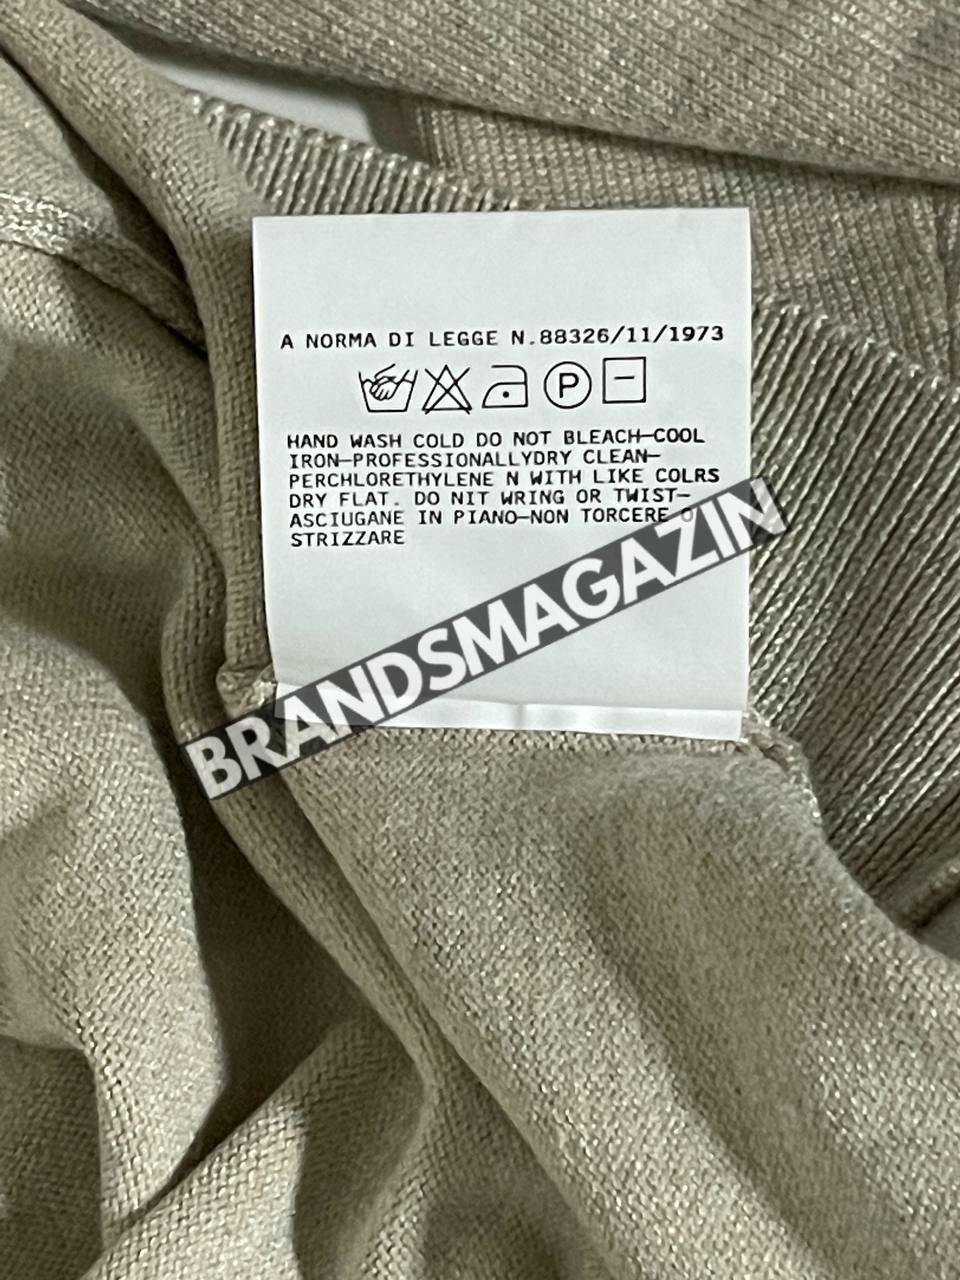 A NORMA DI LEGGE N.88326/11/1973
P
HAND WASH COLD DO NOT BLEACH-COOL
IRON-PROFESSIONALLYDRY CLEAN-
PERCHLORETHYLENE N WITH LIKE COLRS
DRY FLAT. DO NIT WRING OR TWIST-
ASCIUGANE IN PIANO-NON TORCERE O
STRIZZARE
BRANDSMAGAZIN